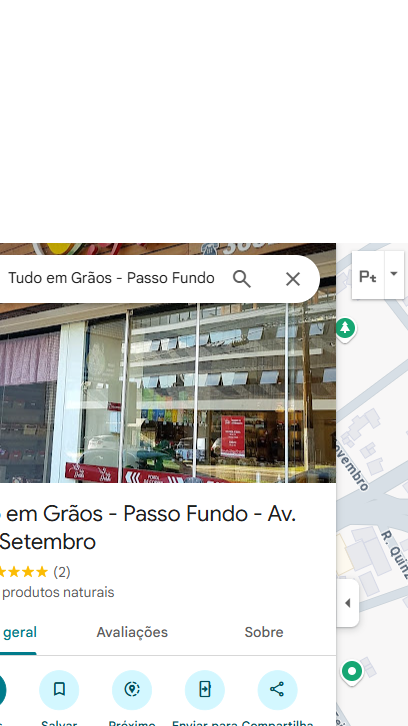 Tudo em Grãos - Passo Fundo
em Grãos - Passo Fundo - Av.
Setembro
(2)
produtos naturais
geral
Avaliações
Sobre
Salvar
Próximo
Enviar para
Compartilha
ovembro
R. Quinz